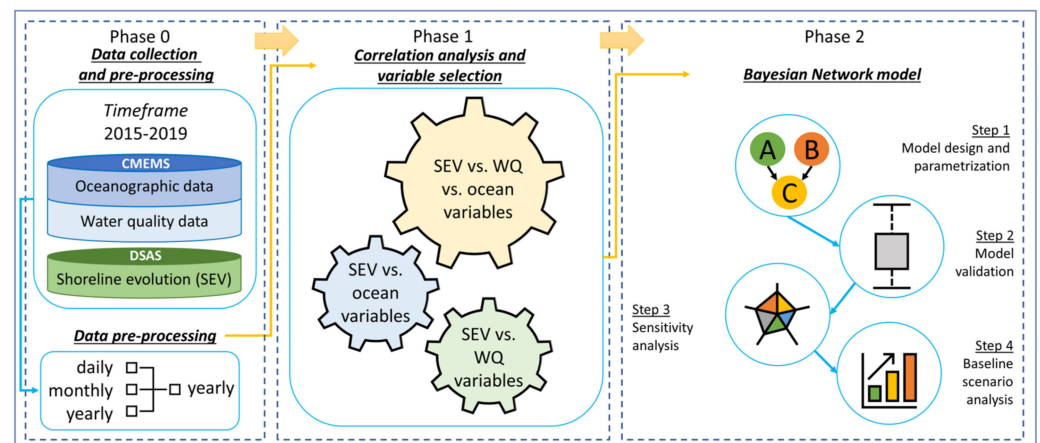 Phase 0
Data collection
and pre-processing
Timeframe
2015-2019
CMEMS
Oceanographic data
Water quality data
DSAS
Shoreline evolution (SEV)
Data pre-processing
daily
monthly
yearly
yearly
Phase 1
Correlation analysis and
variable selection
SEV vs. WQ
vs. ocean
variables
SEV vs.
ocean
variables
SEV vs.
WQ
variables
Phase 2
Bayesian Network model
Step 1
Model design and
parametrization
A
B
C
Step 2
Model
validation
Step 3
Sensitivity
analysis
Step 4
Baseline
scenario
analysis